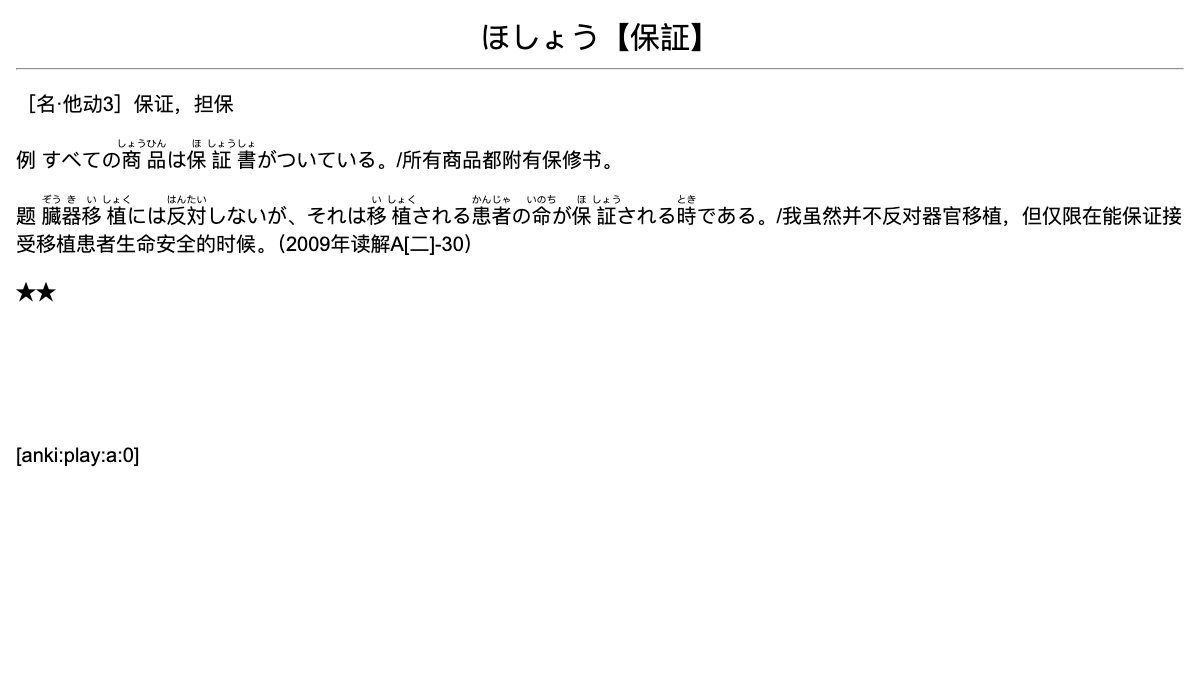 ほしょう【保証】
［名·他动3］保证，担保
しょうひん ほ しょうしょ
例 すべての商品は保証書がついている。/所有商品都附有保修书。
ぞう き い しょく はんたい い しょく かんじゃ いのち ほ しょう とき
题 臓器移植には反対しないが、それは移植される患者の命が保証される時である。/我虽然并不反对器官移植，但仅限在能保证接
受移植患者生命安全的时候。（2009年读解A[二]-30）
★★
[anki:play:a:0]